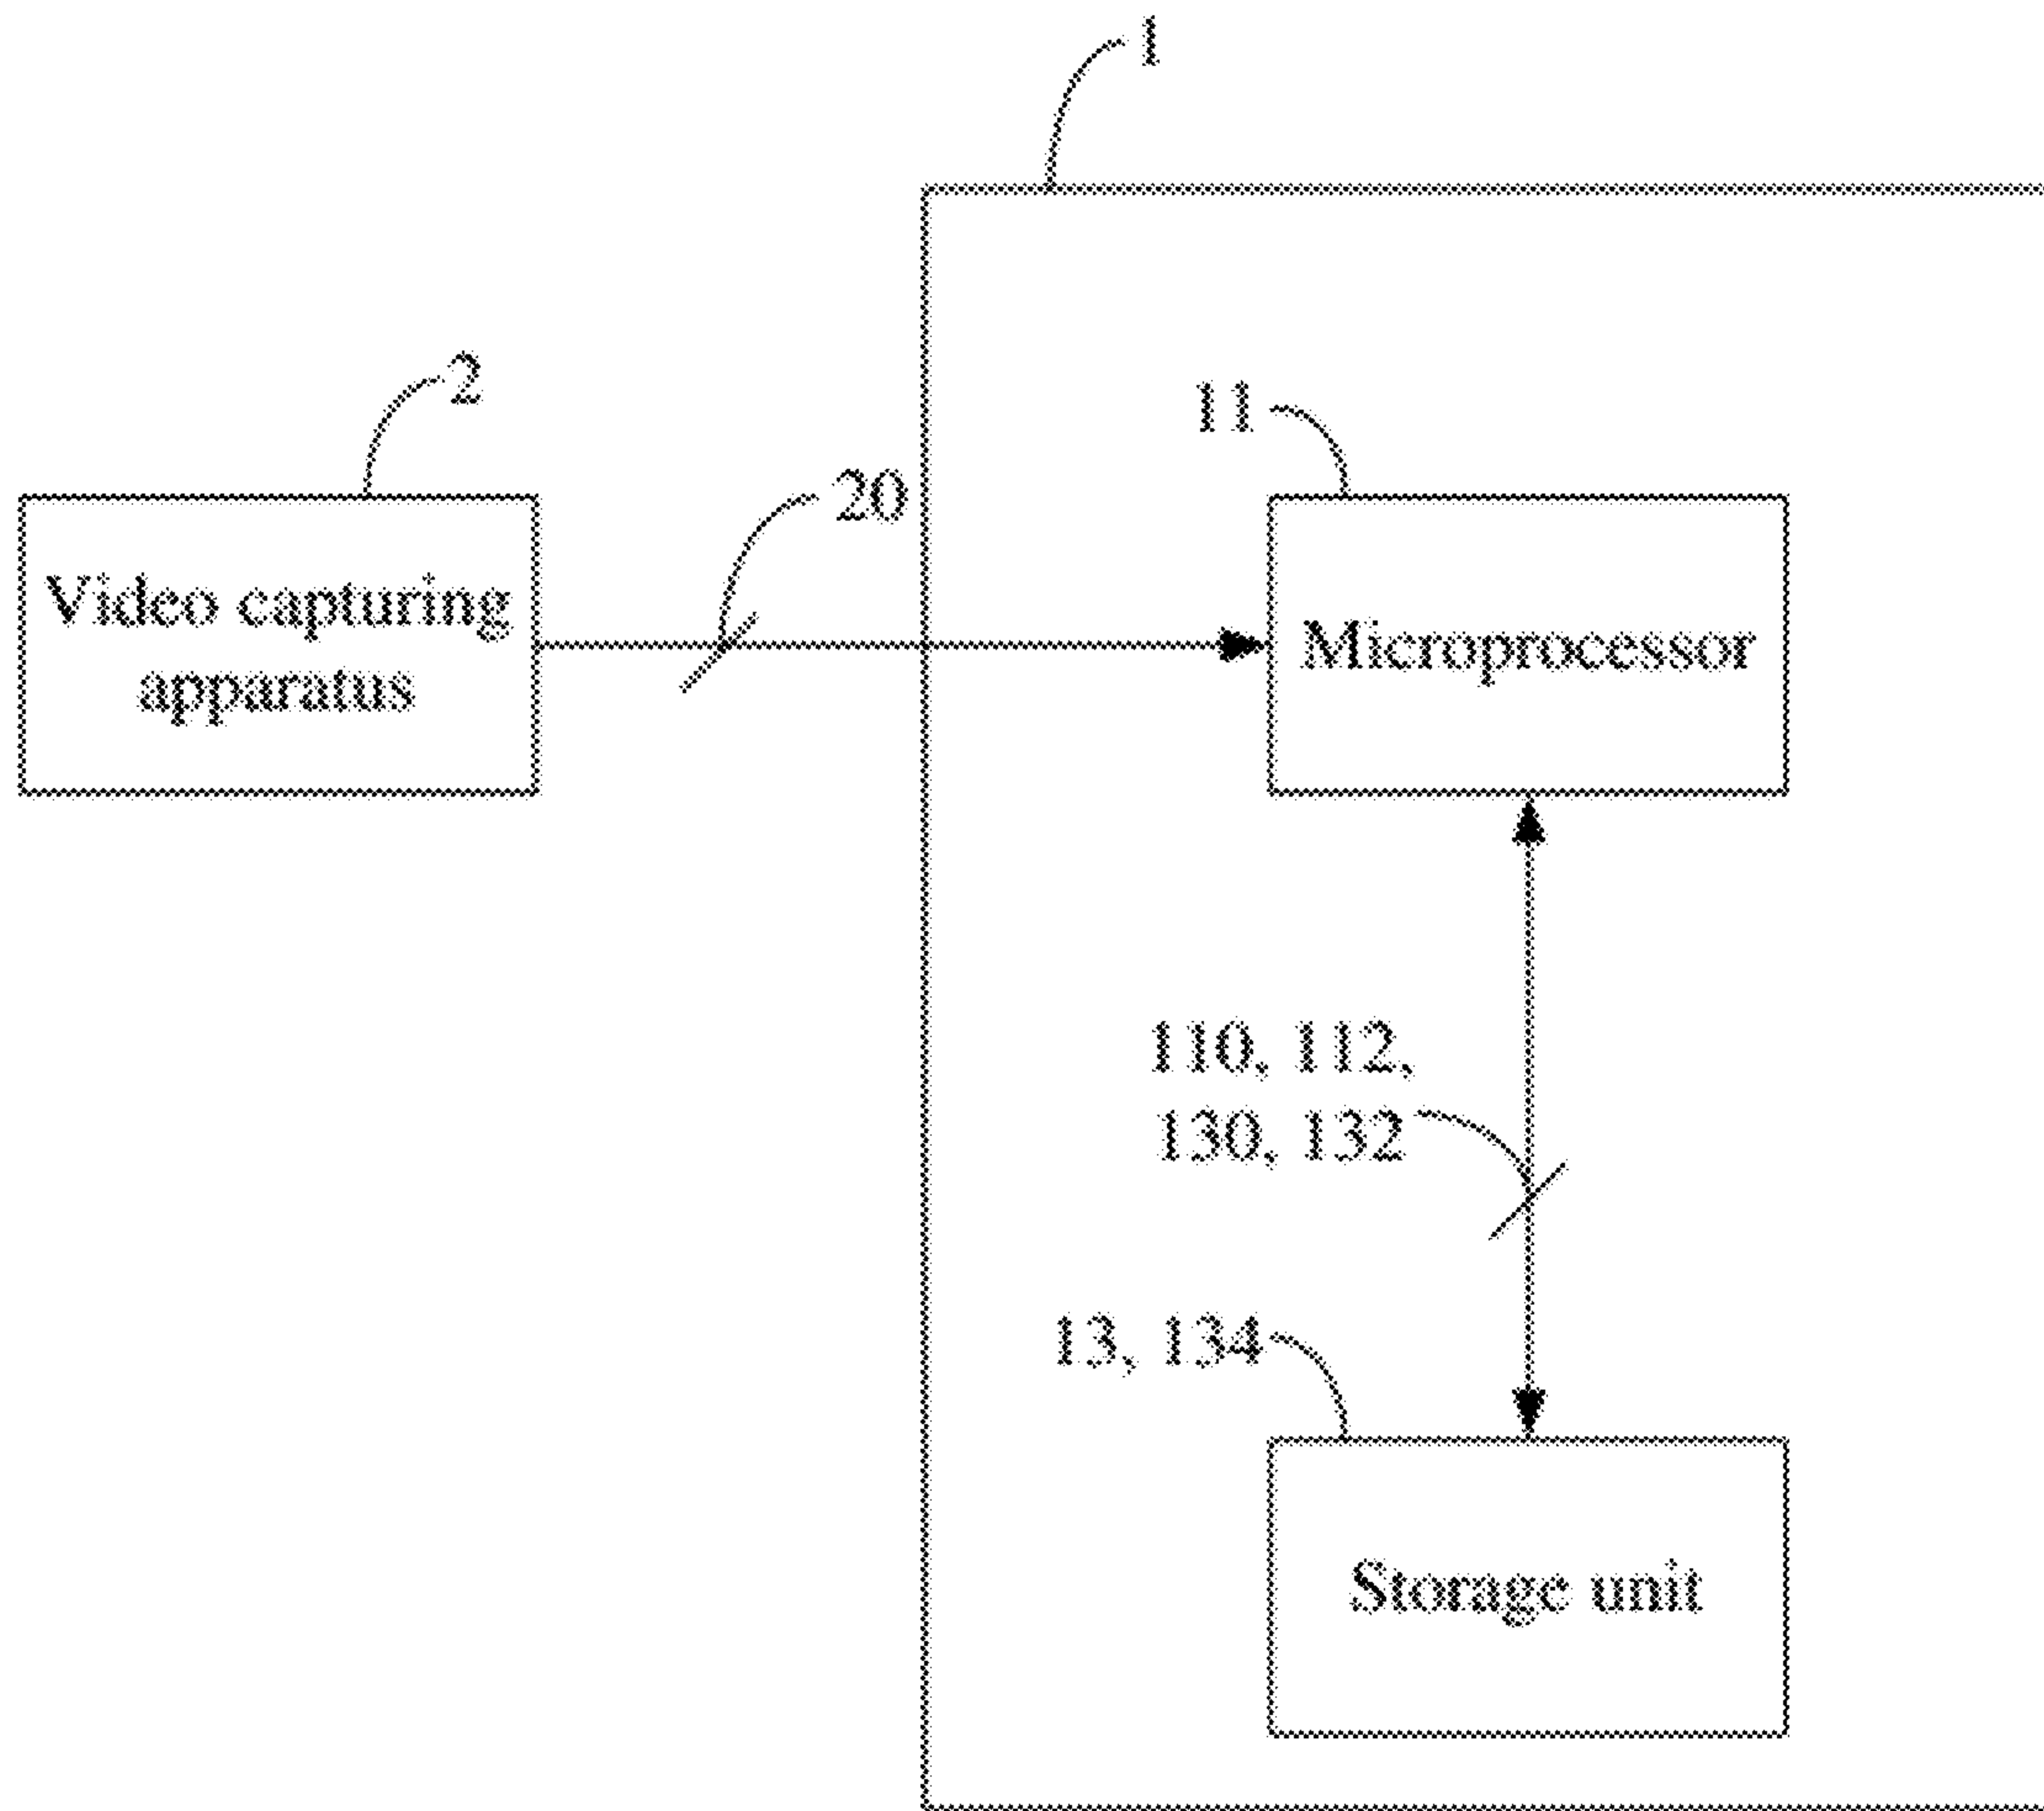 1
2
11
20
Video capturing
apparatus
Microprocessor
110, 112,
130, 132
13, 134
Storage unit